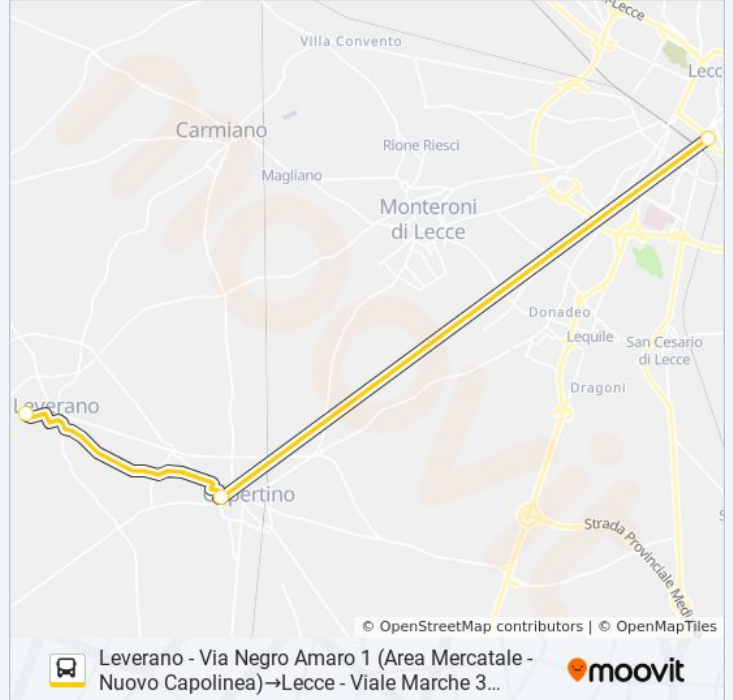 -Lecce
Villa Convento
Lecc
Carmiano
Rione Riesci
Magliano
Monteroni
di Lecce
Donadeo
Lequile
San Cesario
di Lecce
Dragoni
Leverano
Copertino
Strada Provinciale Medi
moovit
© OpenStreetMap contributors | © OpenMapTiles
Leverano - Via Negro Amaro 1 (Area Mercatale -
Nuovo Capolinea)→Lecce - Viale Marche 3...
moovit